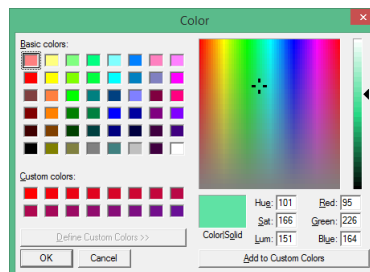 Color
Basic colors:
Custom colors:
Define Custom Colors >>
OK Cancel
Color|Solid
Hue: 101 Red: 95
Sat: 166 Green: 226
Lum: 151 Blue: 164
Add to Custom Colors